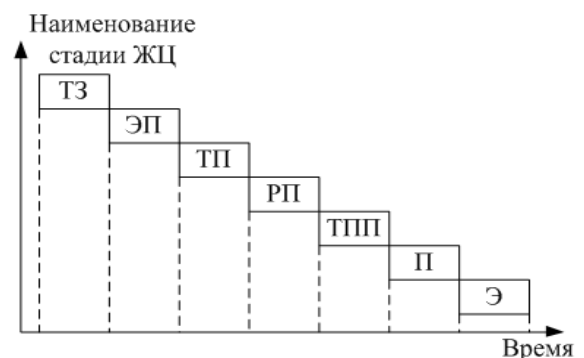 Наименование
стадии ЖЦ
ТЗ
ЭП
ТП
РП
ТПП
П
Э
Время